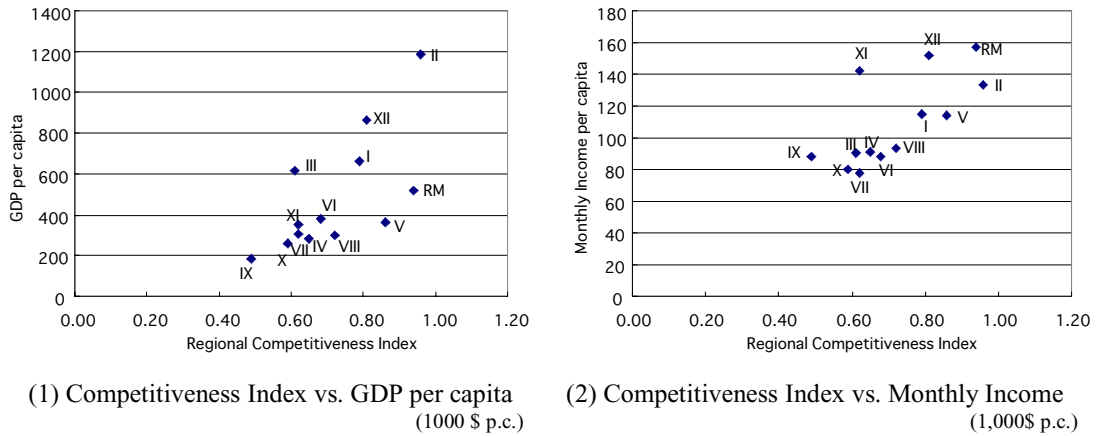 1400
1200
1000
800
600
400
200
0
GDP per capita
II
XII
I
III
RM
VI
XI
V
VII
IV
VIII
X
IX
0.00 0.20 0.40 0.60 0.80 1.00 1.20
Regional Competitiveness Index
(1) Competitiveness Index vs. GDP per capita
(1000 $ p.c.)
180
160
140
120
100
80
60
40
20
0
Monthly Income per capita
XII
RM
XI
II
I
V
III
IV
VIII
IX
VI
X
VII
0.00 0.20 0.40 0.60 0.80 1.00 1.20
Regional Competitiveness Index
(2) Competitiveness Index vs. Monthly Income
(1,000$ p.c.)